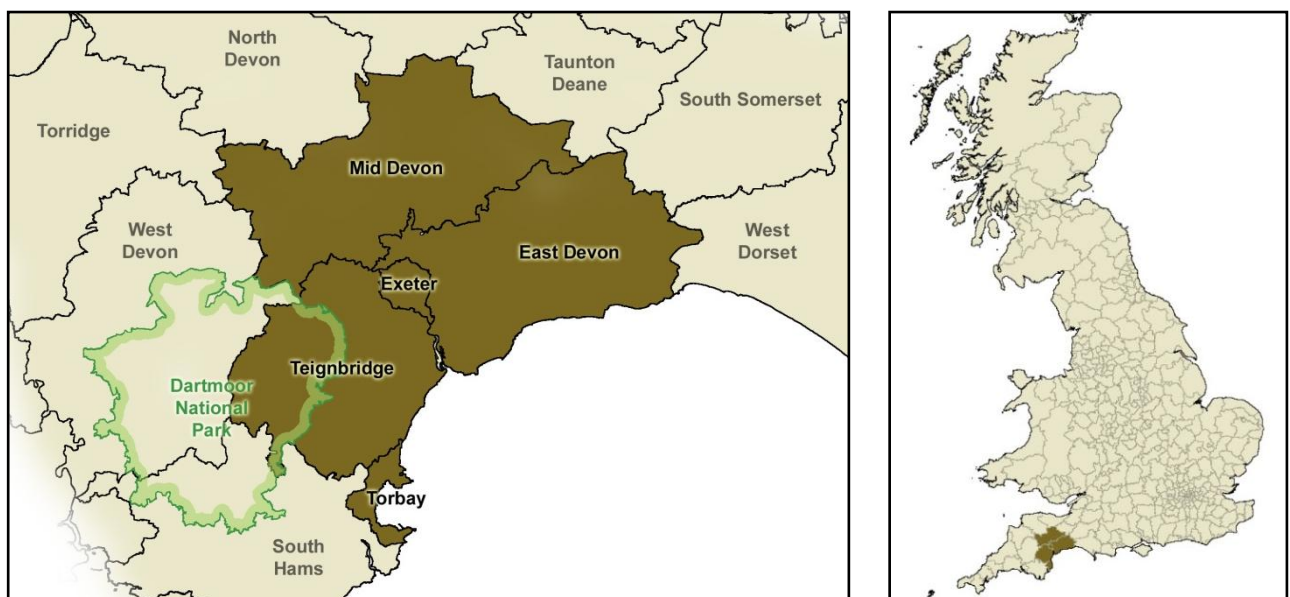 North
Devon
Taunton
Deane
South Somerset
Torridge
Mid Devon
West
Devon
West
Dorset
East Devon
Exeter
Teignbridge
Dartmoor
National
Park
Torbay
South
Hams